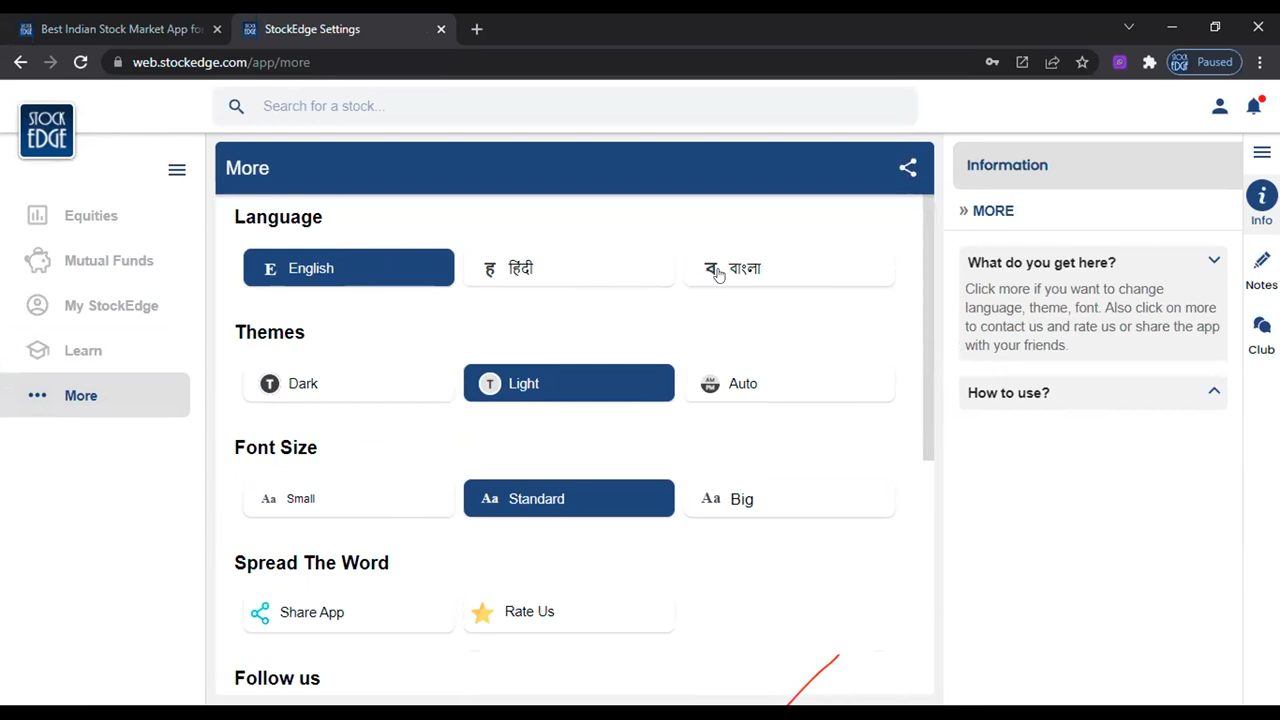 Best Indian Stock Market App fo
StockEdge Settings
web.stockedge.com/app/more
Paused
STOCK
EDGE
Search for a stock...
Equities
Mutual Funds
My StockEdge
Learn
More
More
Language
E English
ह हिंदी
ব বাংলা
Themes
T Dark
T Light
AM PM Auto
Font Size
Aa Small
Aa Standard
Aa Big
Spread The Word
Share App
Rate Us
Follow us
Information
» MORE
What do you get here?
Click more if you want to change
language, theme, font. Also click on more
to contact us and rate us or share the app
with your friends.
How to use?
Info
Notes
Club